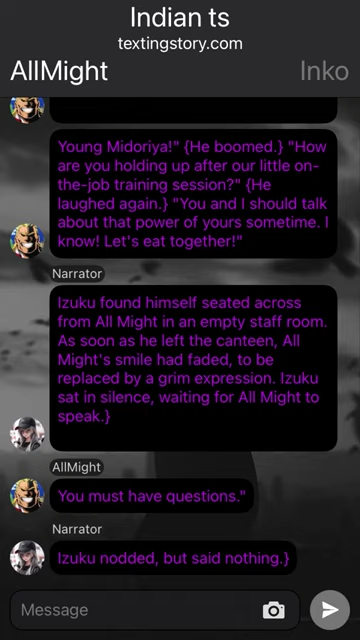 Indian ts
textingstory.com
AllMight
Inko
Young Midoriya!" {He boomed.} "How
are you holding up after our little on-
the-job training session?" {He
laughed again.} "You and I should talk
about that power of yours sometime. I
know! Let's eat together!"
Narrator
Izuku found himself seated across
from All Might in an empty staff room.
As soon as he left the canteen, All
Might's smile had faded, to be
replaced by a grim expression. Izuku
sat in silence, waiting for All Might to
speak.}
AllMight
You must have questions."
Narrator
Izuku nodded, but said nothing.}
Message